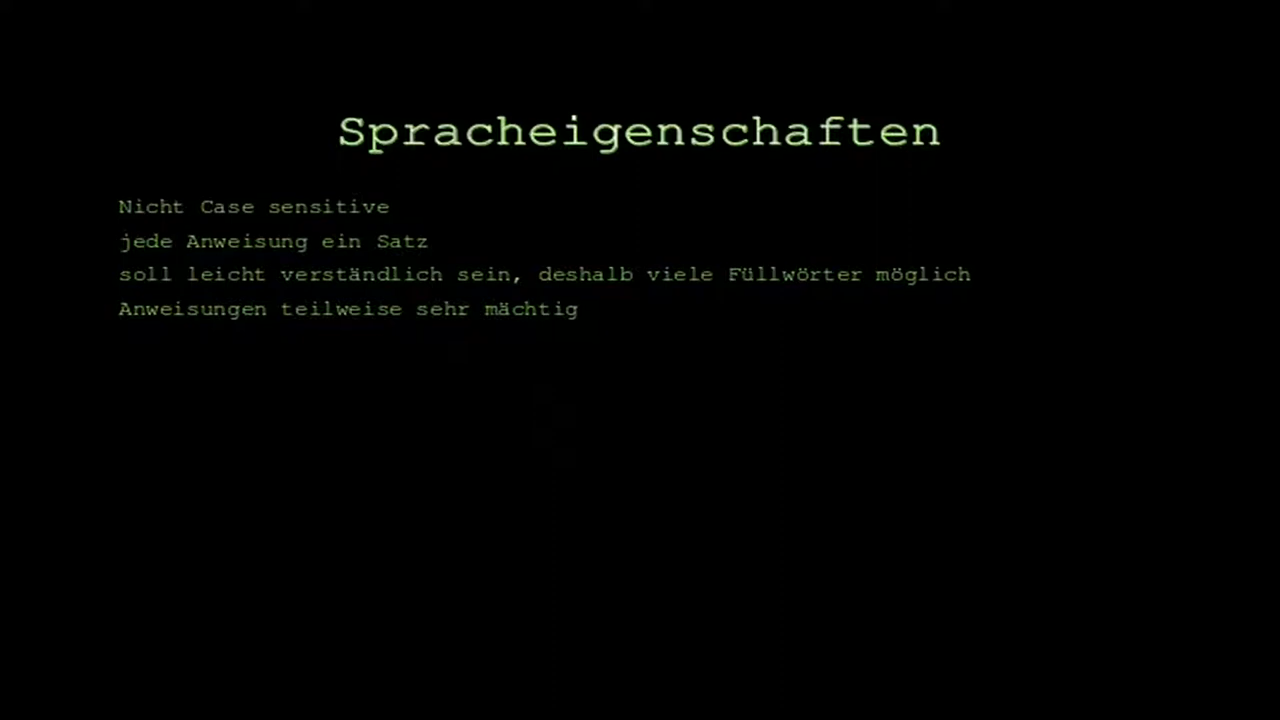 Spracheigenschaften
Nicht Case sensitive
jede Anweisung ein Satz
soll leicht verständlich sein, deshalb viele Füllwörter möglich
Anweisungen teilweise sehr mächtig